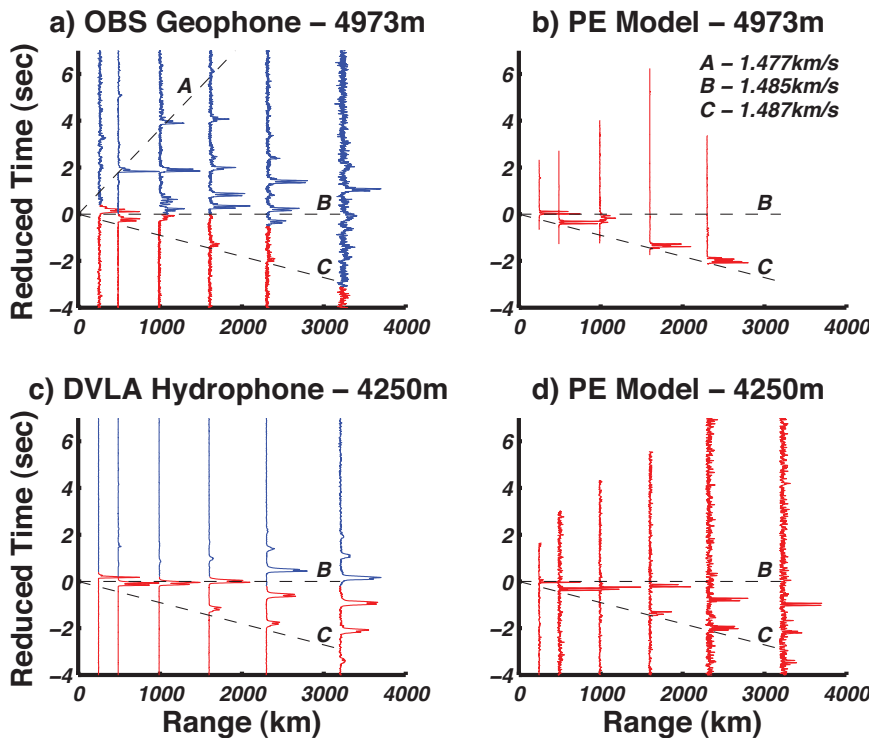 a) OBS Geophone – 4973m
b) PE Model – 4973m
Reduced Time (sec)
6
4
2
0
−2
−4
0
1000
2000
3000
4000
A
B
C
6
4
2
0
−2
−4
0
1000
2000
3000
4000
A – 1.477km/s
B – 1.485km/s
C – 1.487km/s
B
C
c) DVLA Hydrophone – 4250m
d) PE Model – 4250m
Reduced Time (sec)
6
4
2
0
−2
−4
0
1000
2000
3000
4000
B
C
Range (km)
6
4
2
0
−2
−4
0
1000
2000
3000
4000
B
C
Range (km)